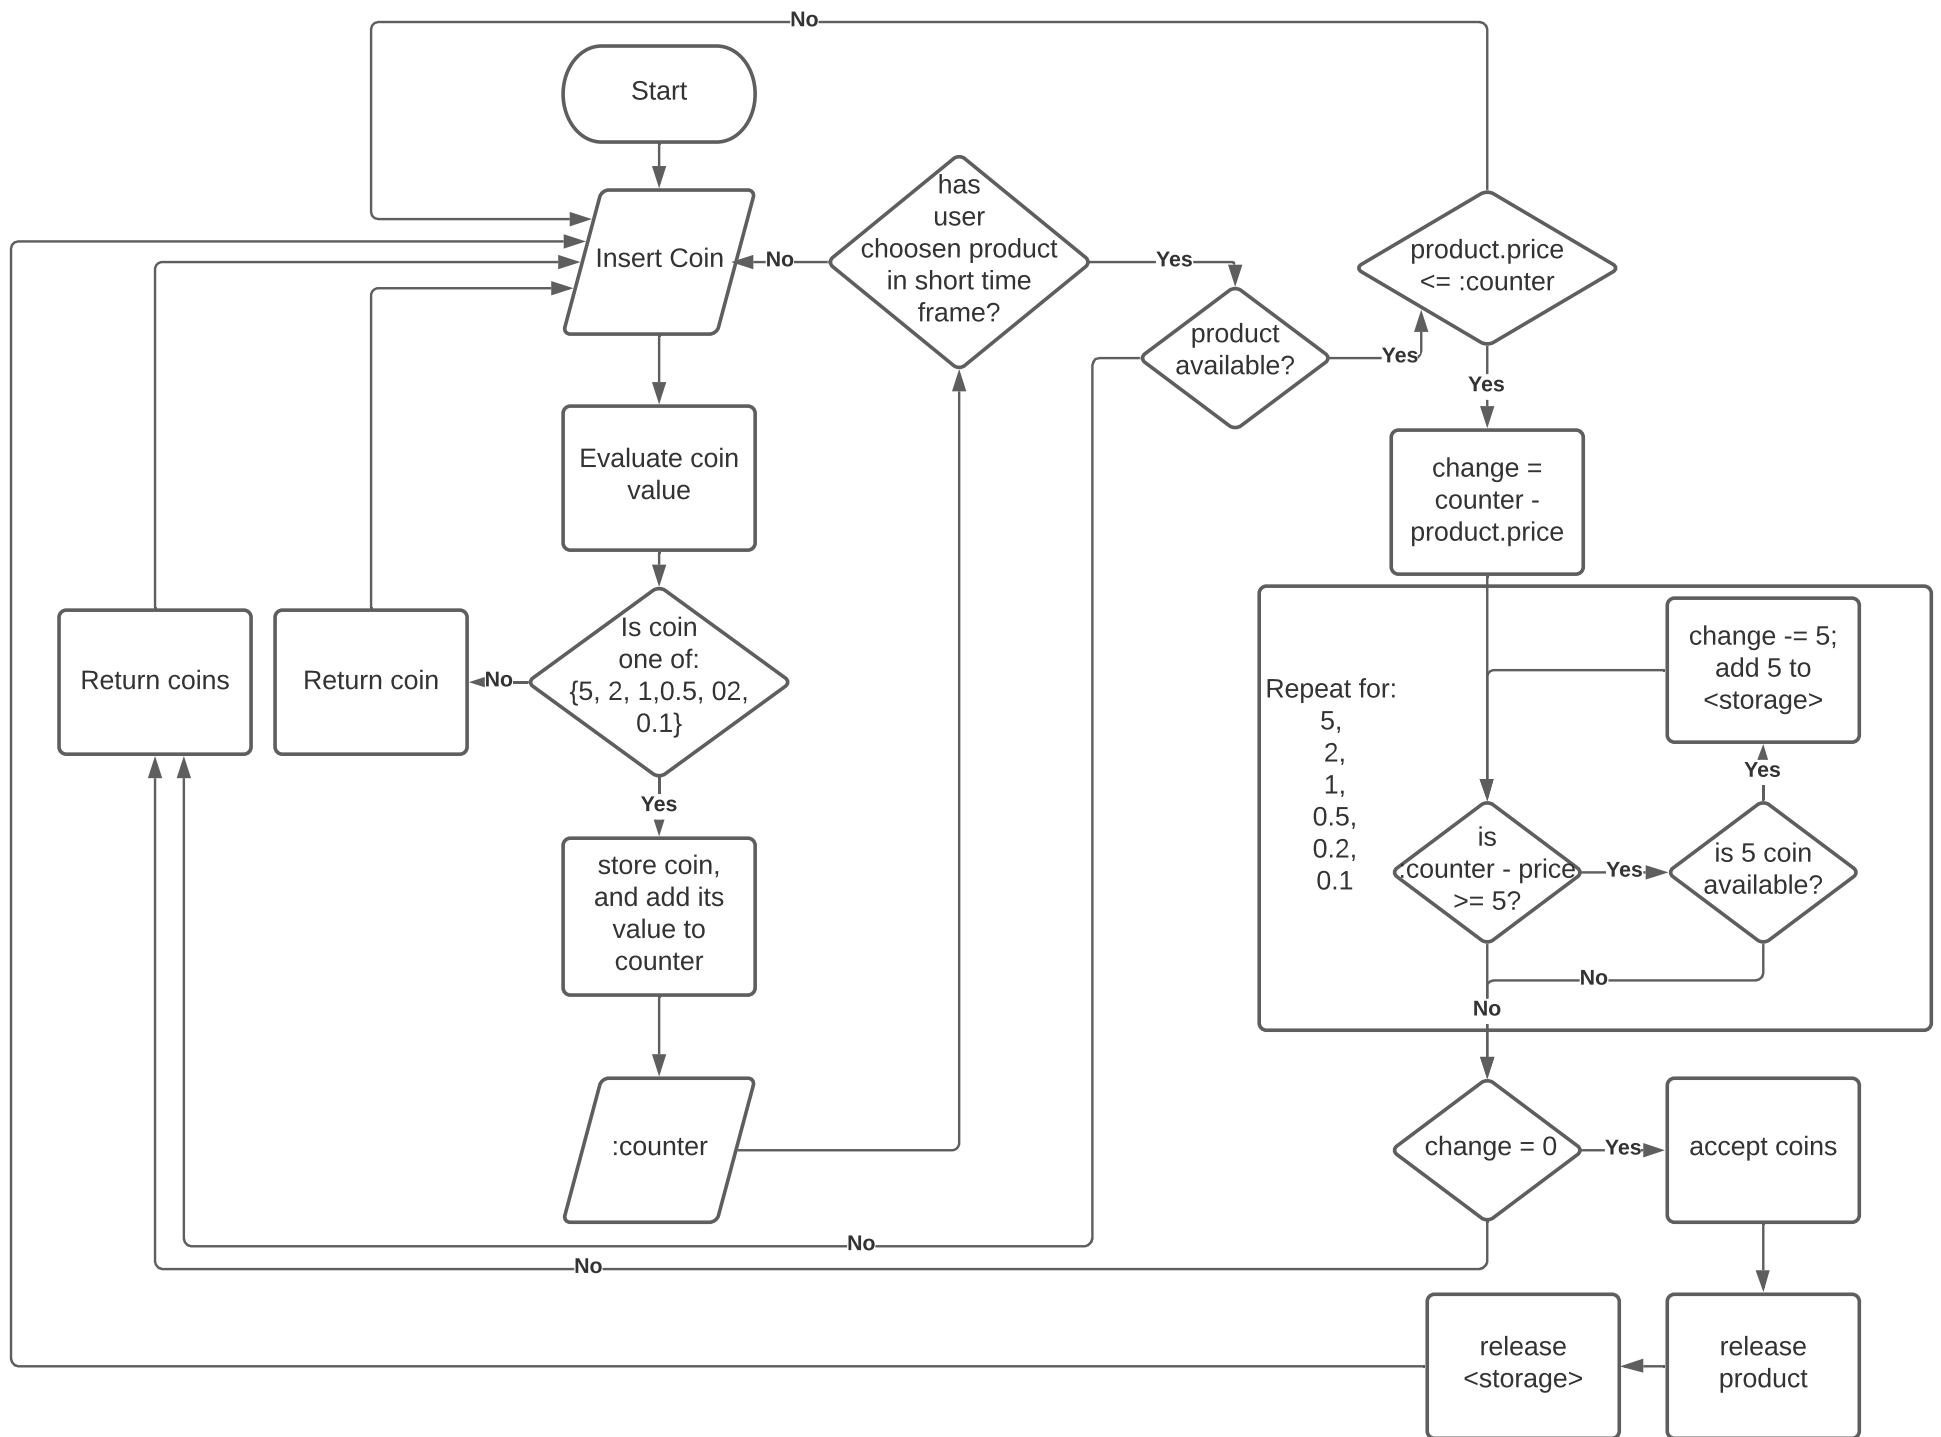 No
Start
has
user
choosen product
in short time
frame?
Insert Coin
No
Yes
product.price
<= :counter
product
available?
Yes
Yes
Evaluate coin
value
change =
counter -
product.price
Is coin
one of:
{5, 2, 1,0.5, 02,
0.1}
No
Return coin
Return coins
Yes
store coin,
and add its
value to
counter
:counter
Repeat for:
5,
2,
1,
0.5,
0.2,
0.1
change -= 5;
add 5 to
<storage>
Yes
is
:counter - price
>= 5?
Yes
is 5 coin
available?
No
No
change = 0
Yes
accept coins
No
No
release
product
release
<storage>